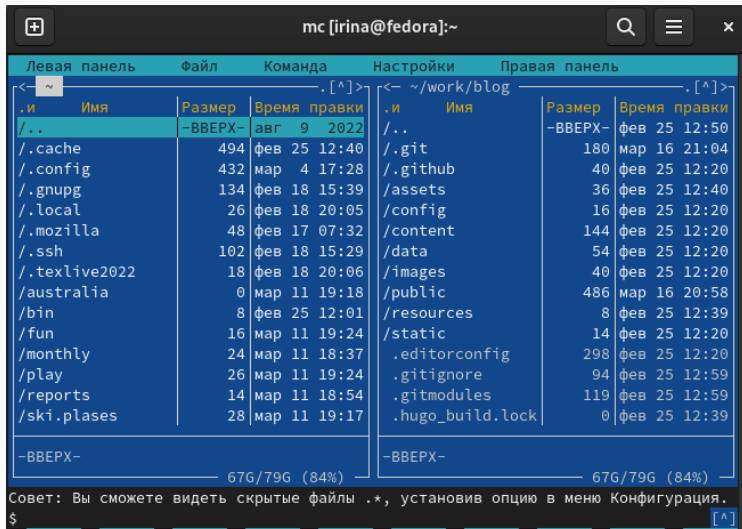 mc [irina@fedora]:~
Левая панель Файл Команда Настройки Правая панель
<— ~ .[^]> <— ~/work/blog .[^]>
.и Имя Размер Время правки .и Имя Размер Время правки
/.. -ВВЕРХ- авг 9 2022 /.. -ВВЕРХ- фев 25 12:50
/.cache 494 фев 25 12:40 /.git 180 мар 16 21:04
/.config 432 мар 4 17:28 /.github 40 фев 25 12:20
/.gnupg 134 фев 18 15:39 /assets 36 фев 25 12:40
/.local 26 фев 18 20:05 /config 16 фев 25 12:20
/.mozilla 48 фев 17 07:32 /content 144 фев 25 12:20
/.ssh 102 фев 18 15:29 /data 54 фев 25 12:20
/.texlive2022 18 фев 18 20:06 /images 40 фев 25 12:20
/australia 0 мар 11 19:18 /public 486 мар 16 20:58
/bin 8 фев 25 12:01 /resources 8 фев 25 12:39
/fun 16 мар 11 19:24 /static 14 фев 25 12:20
/monthly 24 мар 11 18:37 .editorconfig 298 фев 25 12:20
/play 26 мар 11 19:24 .gitignore 94 фев 25 12:59
/reports 14 мар 11 18:54 .gitmodules 119 фев 25 12:59
/ski.plases 28 мар 11 19:17 .hugo_build.lock 0 фев 25 12:39
-ВВЕРХ- -ВВЕРХ-
67G/79G (84%) 67G/79G (84%)
Совет: Вы сможете видеть скрытые файлы .*, установив опцию в меню Конфигурация.
$ [^]